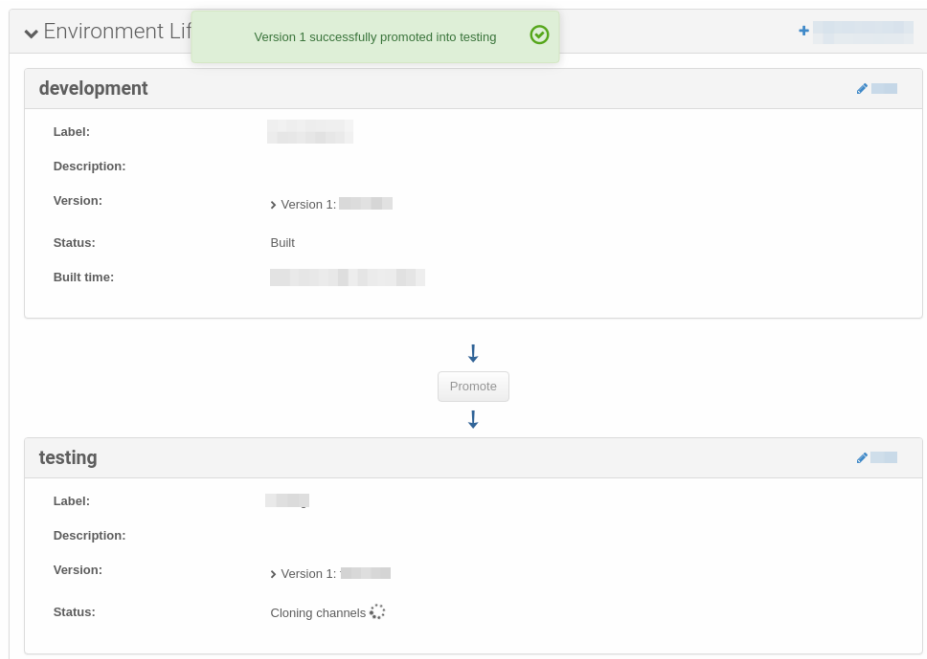 Environment Lif
Version 1 successfully promoted into testing
development
Label:
Description:
Version:
Version 1:
Status:
Built
Built time:
Promote
testing
Label:
Description:
Version:
Version 1:
Status:
Cloning channels